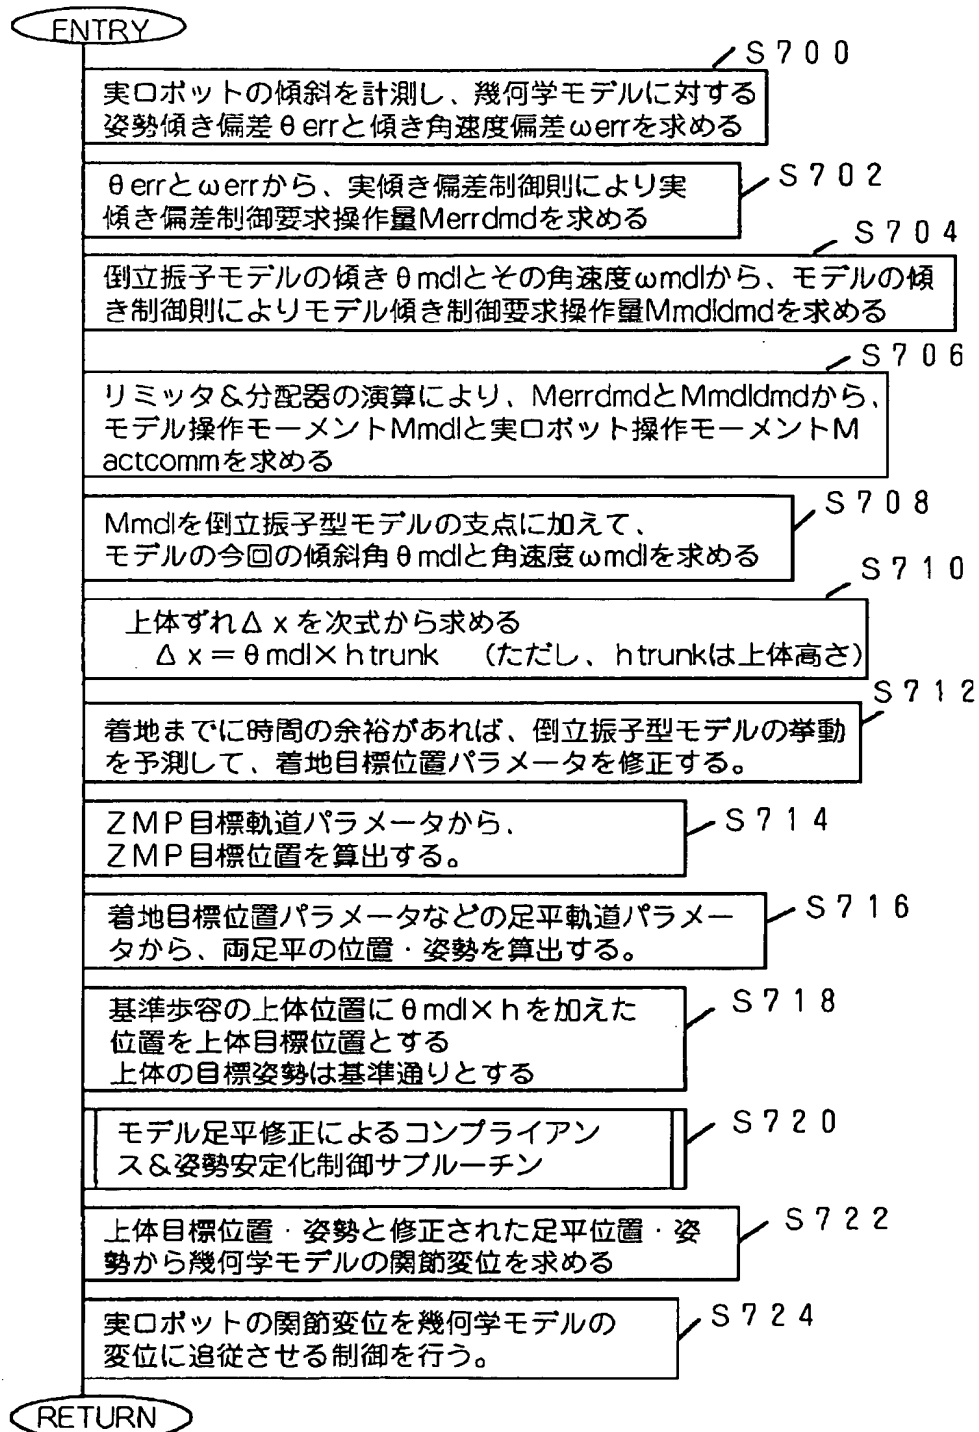 ENTRY
S700
実ロボットの傾斜を計測し、幾何学モデルに対する
姿勢傾き偏差θerrと傾き角速度偏差ωerrを求める
S702
θerrとωerrから、実傾き偏差制御則により実
傾き偏差制御要求操作量Merrdmdを求める
S704
倒立振子モデルの傾きθmdlとその角速度ωmdlから、モデルの傾
き制御則によりモデル傾き制御要求操作量Mmdldmdを求める
S706
リミッタ&分配器の演算により、MerrdmdとMmdldmdから、
モデル操作モーメントMmdlと実ロボット操作モーメントM
actcommを求める
S708
Mmdlを倒立振子型モデルの支点に加えて、
モデルの今回の傾斜角θmdlと角速度ωmdlを求める
S710
上体ずれΔxを次式から求める
Δx=θmdl×htrunk (ただし、htrunkは上体高さ)
S712
着地までに時間の余裕があれば、倒立振子型モデルの挙動
を予測して、着地目標位置パラメータを修正する。
S714
ZMP目標軌道パラメータから、
ZMP目標位置を算出する。
S716
着地目標位置パラメータなどの足平軌道パラメー
タから、両足平の位置・姿勢を算出する。
S718
基準歩容の上体位置にθmdl×hを加えた
位置を上体目標位置とする
上体の目標姿勢は基準通りとする
S720
モデル足平修正によるコンプライアン
ス&姿勢安定化制御サブルーチン
S722
上体目標位置・姿勢と修正された足平位置・姿
勢から幾何学モデルの関節変位を求める
S724
実ロボットの関節変位を幾何学モデルの
変位に追従させる制御を行う。
RETURN